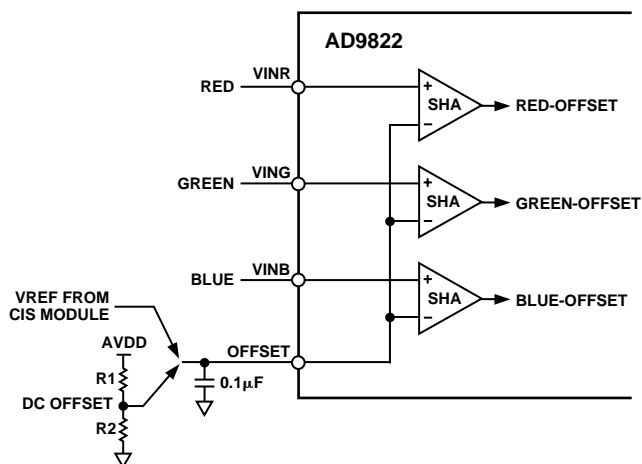 AD9822
VINR
RED
+
SHA
−
RED-OFFSET
VING
GREEN
+
SHA
−
GREEN-OFFSET
VINB
BLUE
+
SHA
−
BLUE-OFFSET
VREF FROM
CIS MODULE
AVDD
OFFSET
R1
0.1μF
DC OFFSET
R2